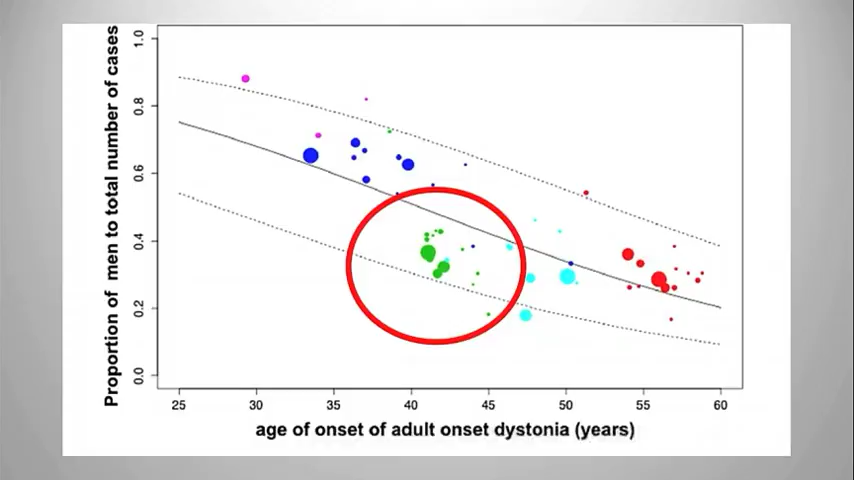 Proportion of men to total number of cases
1.0
0.8
0.6
0.4
0.2
0.0
25 30 35 40 45 50 55 60
age of onset of adult onset dystonia (years)